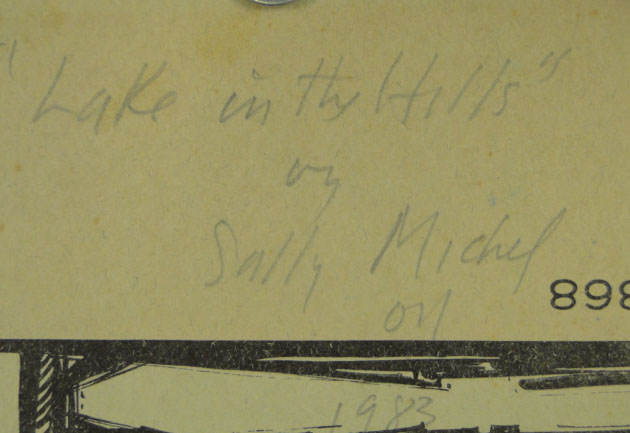 "Lake in the Hills"
by
Sally Michel
898
oil
1983